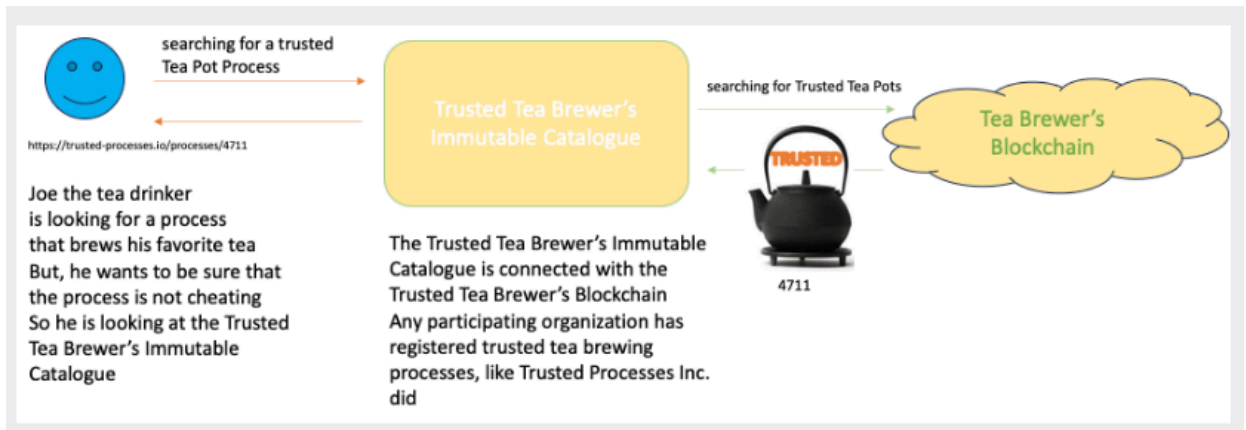 searching for a trusted
Tea Pot Process
https://trusted-processes.io/processes/4711
Joe the tea drinker
is looking for a process
that brews his favorite tea
But, he wants to be sure that
the process is not cheating
So he is looking at the Trusted
Tea Brewer's Immutable
Catalogue
Trusted Tea Brewer's
Immutable Catalogue
The Trusted Tea Brewer's Immutable
Catalogue is connected with the
Trusted Tea Brewer's Blockchain
Any participating organization has
registered trusted tea brewing
processes, like Trusted Processes Inc.
did
searching for Trusted Tea Pots
TRUSTED
4711
Tea Brewer's
Blockchain